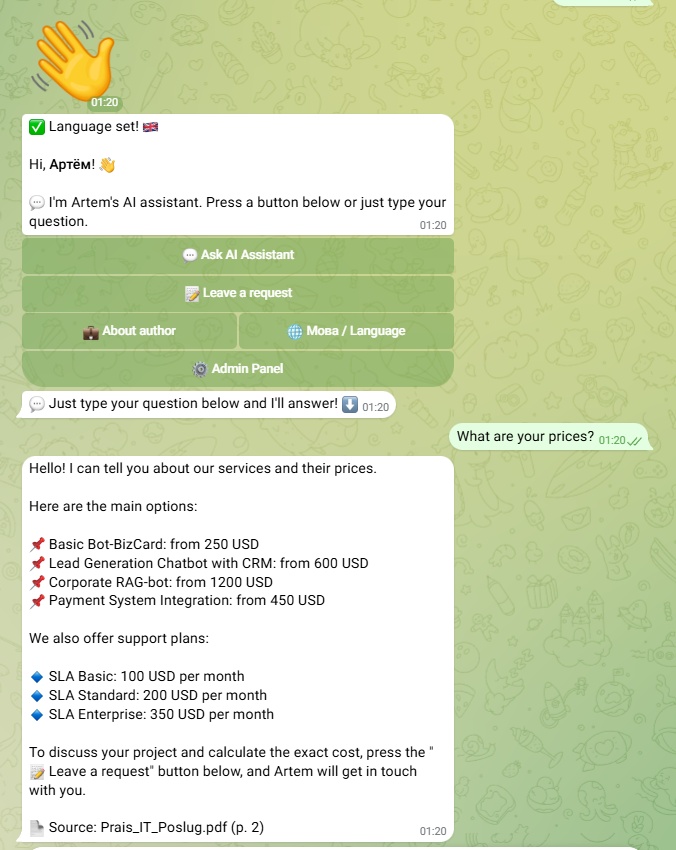 01:20
✅ Language set! 🇬🇧
Hi, Артём! 👋
💬 I'm Artem's AI assistant. Press a button below or just type your
question.
01:20
💬 Ask AI Assistant
📝 Leave a request
💼 About author
🌐 Мова / Language
⚙️ Admin Panel
💬 Just type your question below and I'll answer! ⬇️ 01:20
What are your prices? 01:20
Hello! I can tell you about our services and their prices.
Here are the main options:
📌 Basic Bot-BizCard: from 250 USD
📌 Lead Generation Chatbot with CRM: from 600 USD
📌 Corporate RAG-bot: from 1200 USD
📌 Payment System Integration: from 450 USD
We also offer support plans:
🔹 SLA Basic: 100 USD per month
🔹 SLA Standard: 200 USD per month
🔹 SLA Enterprise: 350 USD per month
To discuss your project and calculate the exact cost, press the "
📝 Leave a request" button below, and Artem will get in touch
with you.
📄 Source: Prais_IT_Poslug.pdf (p. 2)
01:20